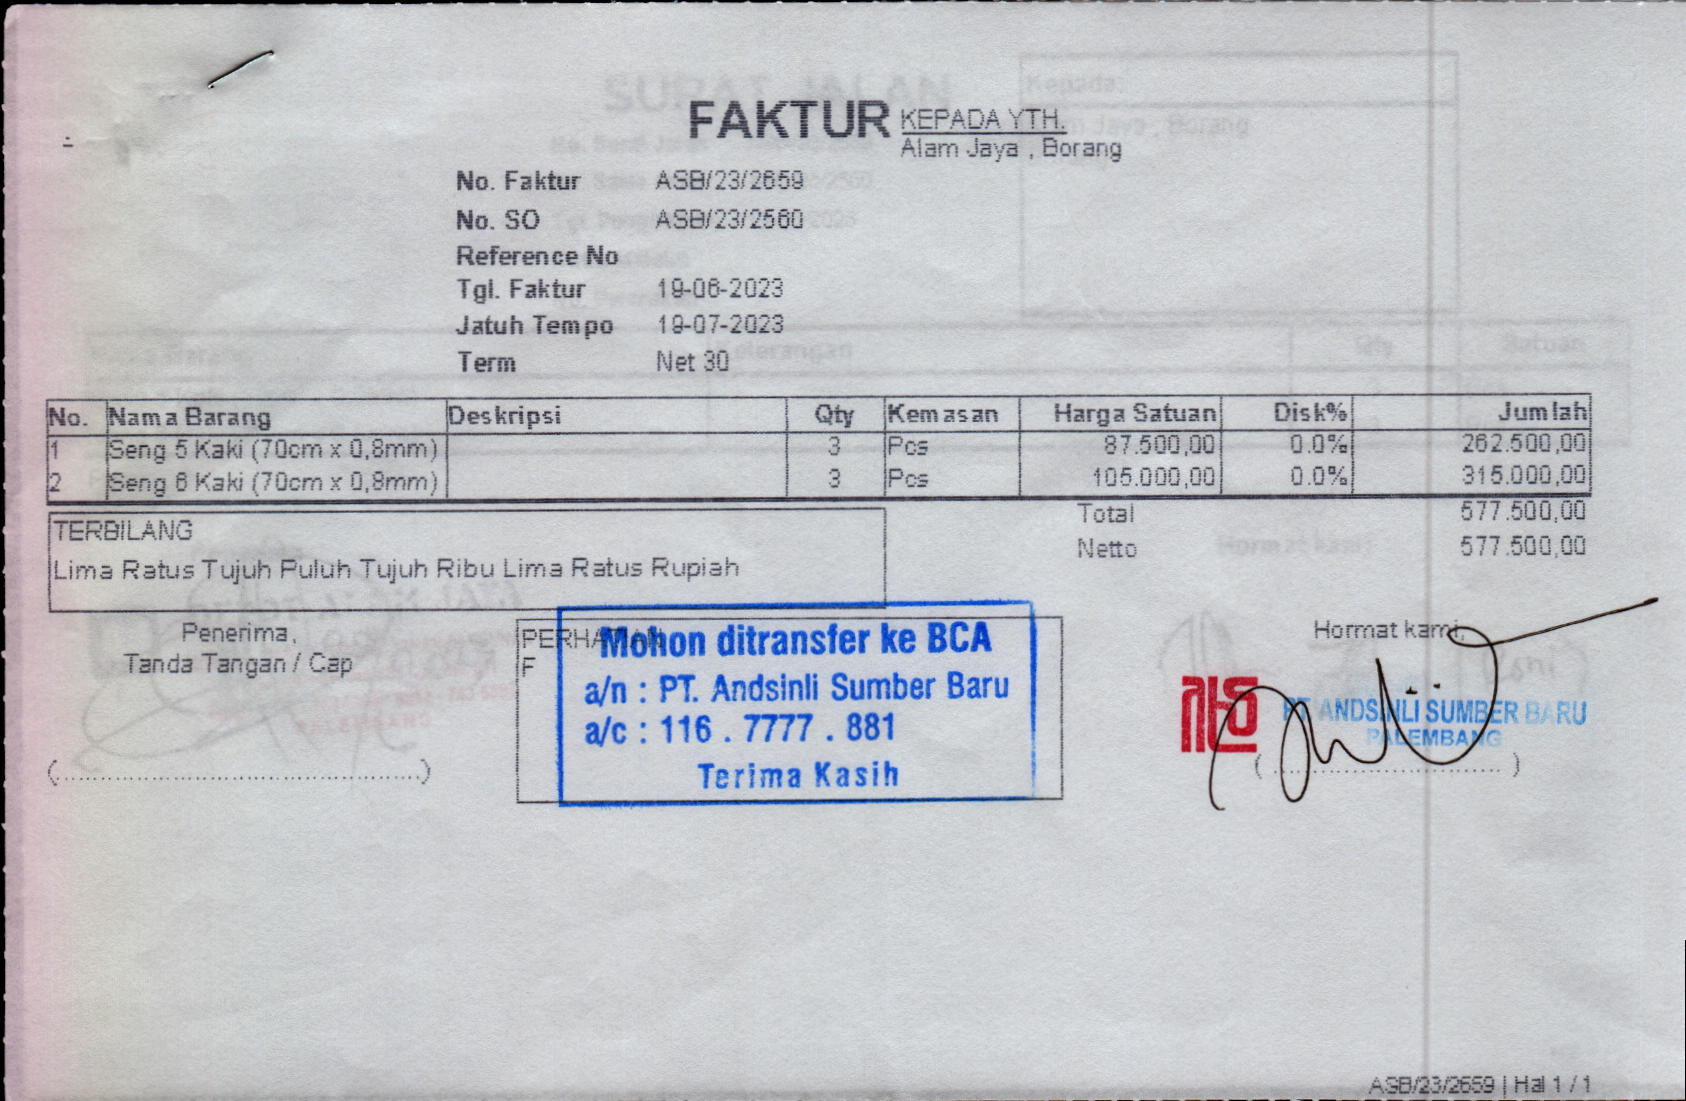 FAKTUR
KEPADA YTH.
Alam Jaya , Borang
No. Faktur ASB/23/2659
No. SO ASB/23/2560
Reference No
Tgl. Faktur 19-06-2023
Jatuh Tempo 19-07-2023
Term Net 30
No. Nama Barang Deskripsi Qty Kemasan Harga Satuan Disk% Jumlah
1 Seng 5 Kaki (70cm x 0,8mm) 3 Pcs 87.500,00 0.0% 262.500,00
2 Seng 6 Kaki (70cm x 0,8mm) 3 Pcs 105.000,00 0.0% 315.000,00
Total 577.500,00
Netto 577.500,00
TERBILANG
Lima Ratus Tujuh Puluh Tujuh Ribu Lima Ratus Rupiah
Penerima,
Tanda Tangan / Cap
(....................................................)
PERHATIAN
F
Mohon ditransfer ke BCA
a/n : PT. Andsinli Sumber Baru
a/c : 116 . 7777 . 881
Terima Kasih
Hormat kami,
PT ANDSINLI SUMBER BARU
PALEMBANG
( ................................ )
ASB/23/2659 | Hal 1 / 1